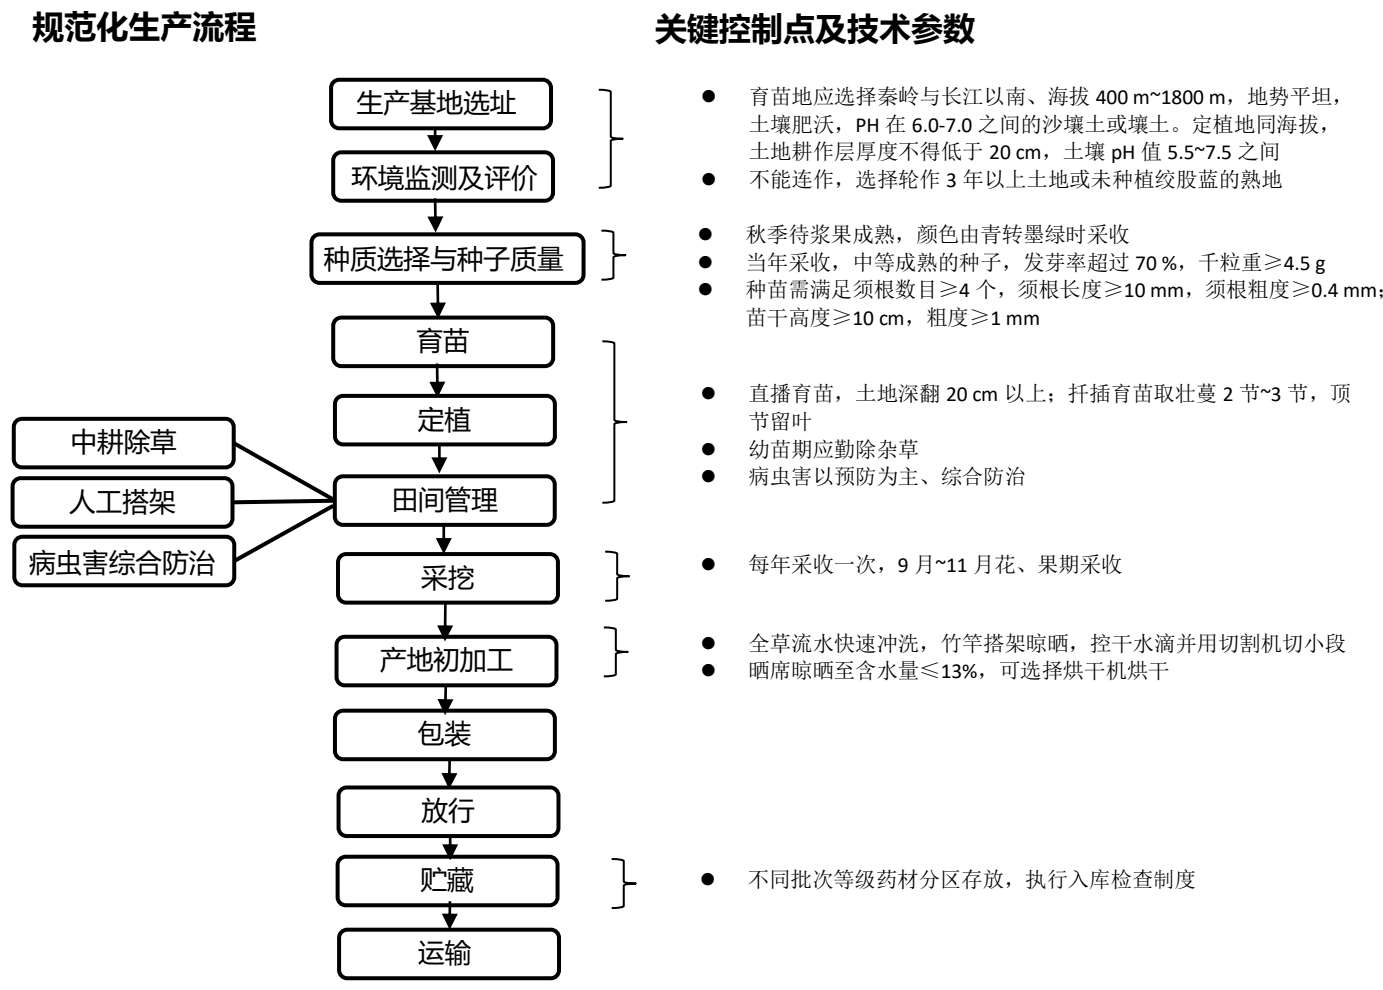 规范化生产流程
关键控制点及技术参数
生产基地选址
环境监测及评价
种质选择与种子质量
育苗
定植
中耕除草
人工搭架
病虫害综合防治
田间管理
采挖
产地初加工
包装
放行
贮藏
运输
● 育苗地应选择秦岭与长江以南、海拔 400 m~1800 m，地势平坦，
土壤肥沃，PH 在 6.0-7.0 之间的沙壤土或壤土。定植地同海拔，
土地耕作层厚度不得低于 20 cm，土壤 pH 值 5.5~7.5 之间
● 不能连作，选择轮作 3 年以上土地或未种植绞股蓝的熟地
● 秋季待浆果成熟，颜色由青转墨绿时采收
● 当年采收，中等成熟的种子，发芽率超过 70 %，千粒重≥4.5 g
● 种苗需满足须根数目≥4 个，须根长度≥10 mm，须根粗度≥0.4 mm；
苗干高度≥10 cm，粗度≥1 mm
● 直播育苗，土地深翻 20 cm 以上；扦插育苗取壮蔓 2 节~3 节，顶
节留叶
● 幼苗期应勤除杂草
● 病虫害以预防为主、综合防治
● 每年采收一次，9 月~11 月花、果期采收
● 全草流水快速冲洗，竹竿搭架晾晒，控干水滴并用切割机切小段
● 晒席晾晒至含水量≤13%，可选择烘干机烘干
● 不同批次等级药材分区存放，执行入库检查制度